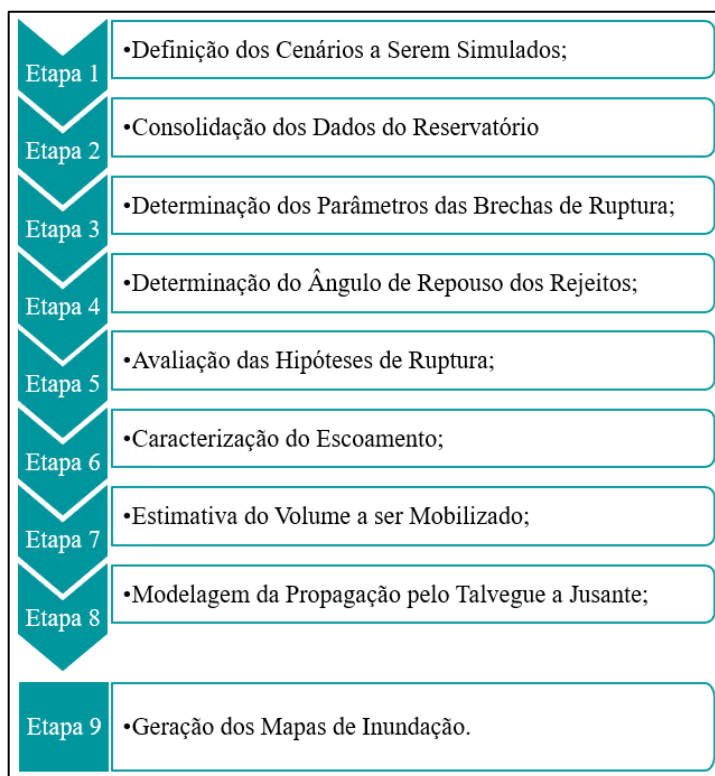 Etapa 1
•Definição dos Cenários a Serem Simulados;
Etapa 2
•Consolidação dos Dados do Reservatório
Etapa 3
•Determinação dos Parâmetros das Brechas de Ruptura;
Etapa 4
•Determinação do Ângulo de Repouso dos Rejeitos;
Etapa 5
•Avaliação das Hipóteses de Ruptura;
Etapa 6
•Caracterização do Escoamento;
Etapa 7
•Estimativa do Volume a ser Mobilizado;
Etapa 8
•Modelagem da Propagação pelo Talvegue a Jusante;
Etapa 9
•Geração dos Mapas de Inundação.